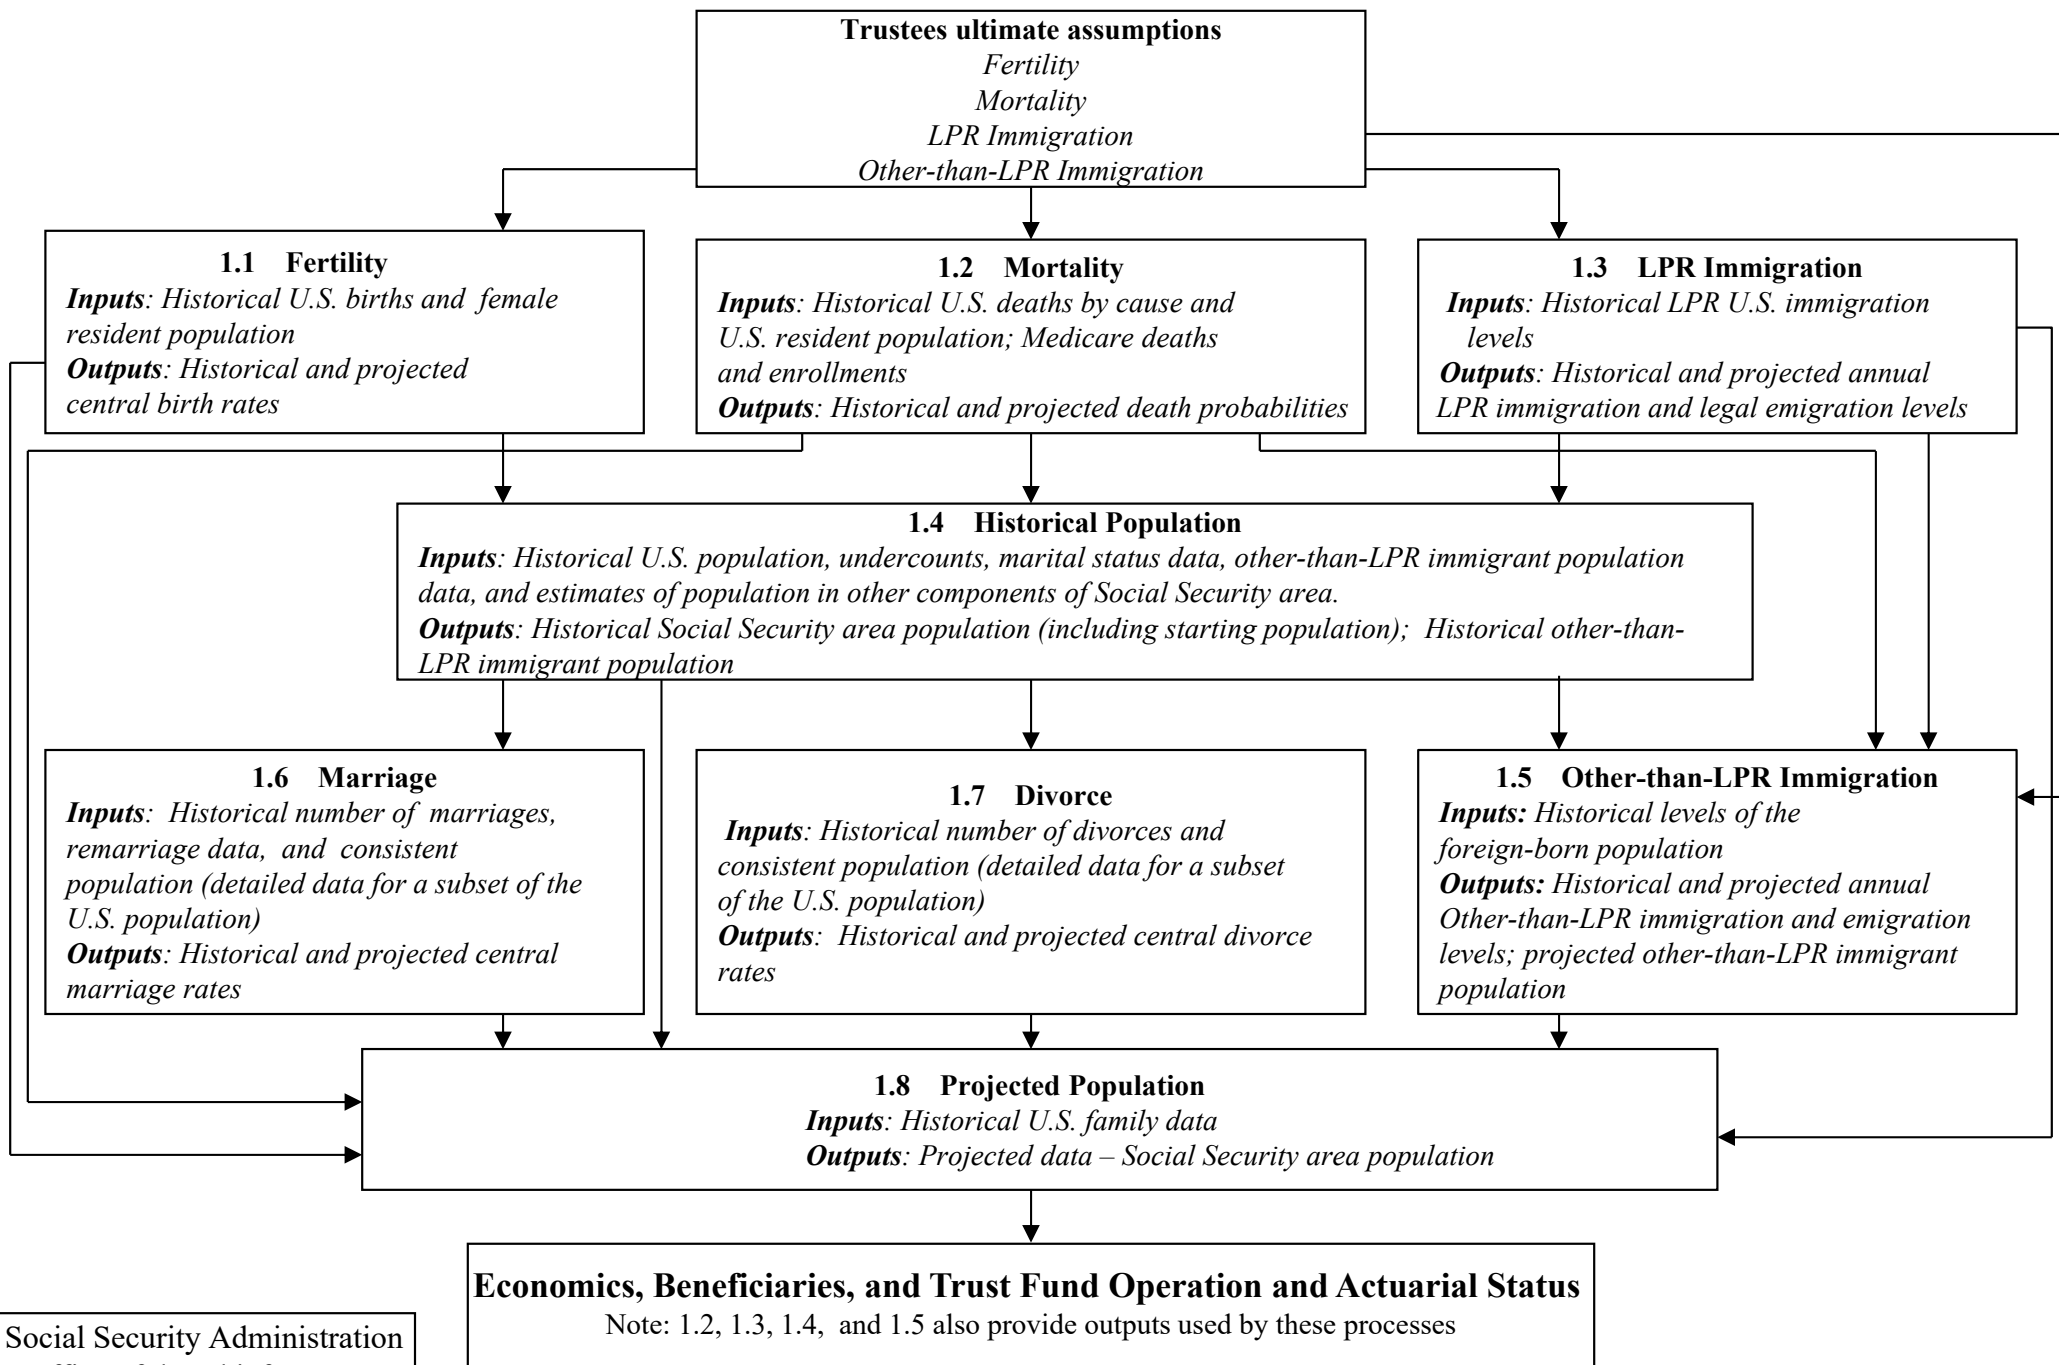 Trustees ultimate assumptions
Fertility
Mortality
LPR Immigration
Other-than-LPR Immigration
1.1 Fertility
Inputs: Historical U.S. births and female
resident population
Outputs: Historical and projected
central birth rates
1.2 Mortality
Inputs: Historical U.S. deaths by cause and
U.S. resident population; Medicare deaths
and enrollments
Outputs: Historical and projected death probabilities
1.3 LPR Immigration
Inputs: Historical LPR U.S. immigration
levels
Outputs: Historical and projected annual
LPR immigration and legal emigration levels
1.4 Historical Population
Inputs: Historical U.S. population, undercounts, marital status data, other-than-LPR immigrant population
data, and estimates of population in other components of Social Security area.
Outputs: Historical Social Security area population (including starting population); Historical other-than-
LPR immigrant population
1.6 Marriage
Inputs: Historical number of marriages,
remarriage data, and consistent
population (detailed data for a subset of the
U.S. population)
Outputs: Historical and projected central
marriage rates
1.7 Divorce
Inputs: Historical number of divorces and
consistent population (detailed data for a subset
of the U.S. population)
Outputs: Historical and projected central divorce
rates
1.5 Other-than-LPR Immigration
Inputs: Historical levels of the
foreign-born population
Outputs: Historical and projected annual
Other-than-LPR immigration and emigration
levels; projected other-than-LPR immigrant
population
1.8 Projected Population
Inputs: Historical U.S. family data
Outputs: Projected data – Social Security area population
Economics, Beneficiaries, and Trust Fund Operation and Actuarial Status
Note: 1.2, 1.3, 1.4, and 1.5 also provide outputs used by these processes
Social Security Administration